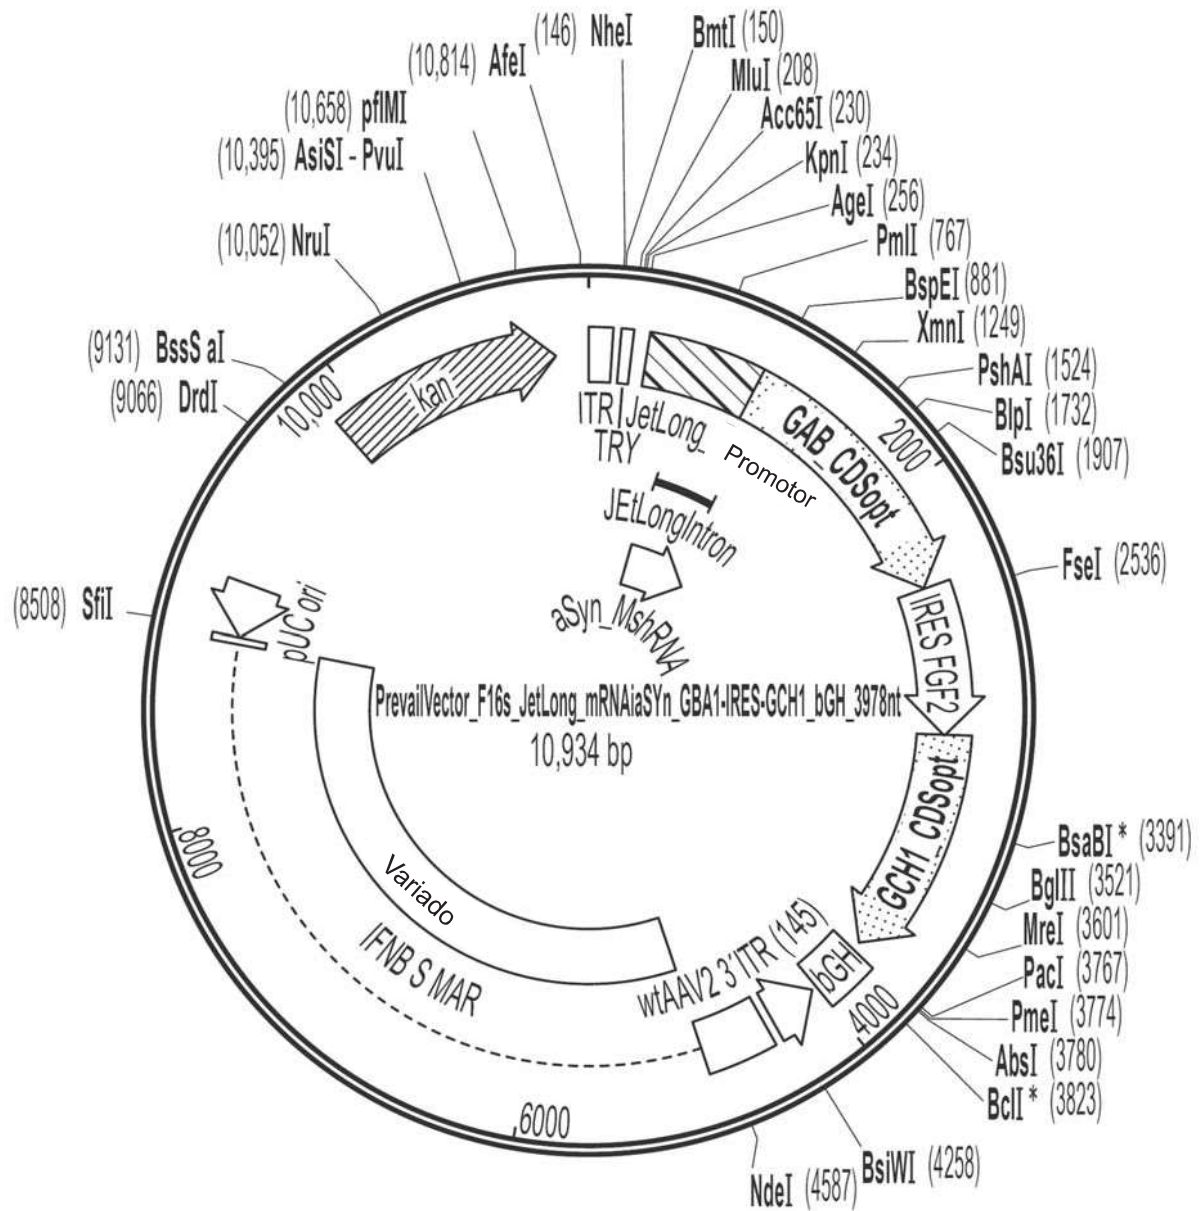 (146) NheI
BmtI (150)
(10,814) AfeI
MluI (208)
(10,658) pflMI
Acc65I (230)
(10,395) AsiSI - PvuI
KpnI (234)
AgeI (256)
(10,052) NruI
PmlI (767)
BspEI (881)
XmnI (1249)
(9131) BssS aI
PshAI (1524)
(9066) DrdI
BlpI (1732)
Bsu36I (1907)
FseI (2536)
(8508) SfiI
BsaBI * (3391)
BglII (3521)
MreI (3601)
PacI (3767)
PmeI (3774)
AbsI (3780)
BclI * (3823)
BsiWI (4258)
NdeI (4587)
10,000
2000
4000
6000
8000
kan
ITR
TRY
JetLong_ Promotor
GAB_CDSopt
JEtLongIntron
aSyn_MshRNA
IRES FGF2
GCH1_CDSopt
bGH
wtAAV2 3'ITR (145)
pUC ori
Variado
IFNB S MAR
PrevailVector_F16s_JetLong_mRNAiaSYn_GBA1-IRES-GCH1_bGH_3978nt
10,934 bp